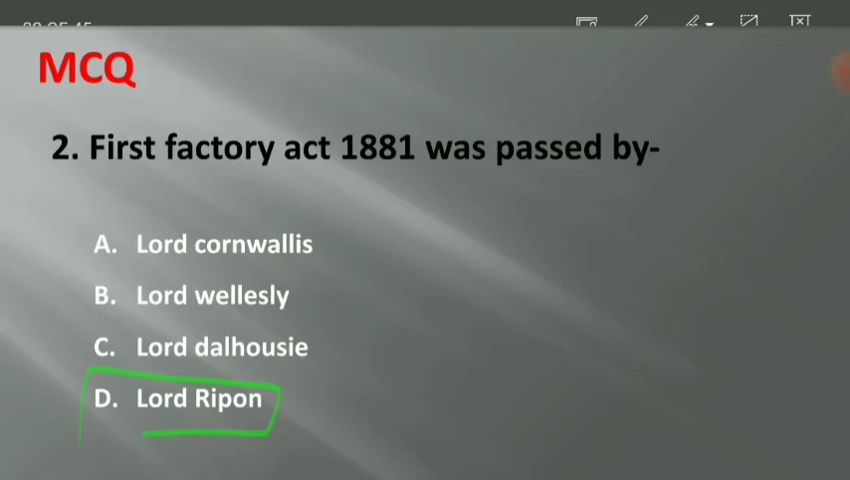 MCQ
2. First factory act 1881 was passed by-
A. Lord cornwallis
B. Lord wellesly
C. Lord dalhousie
D. Lord Ripon